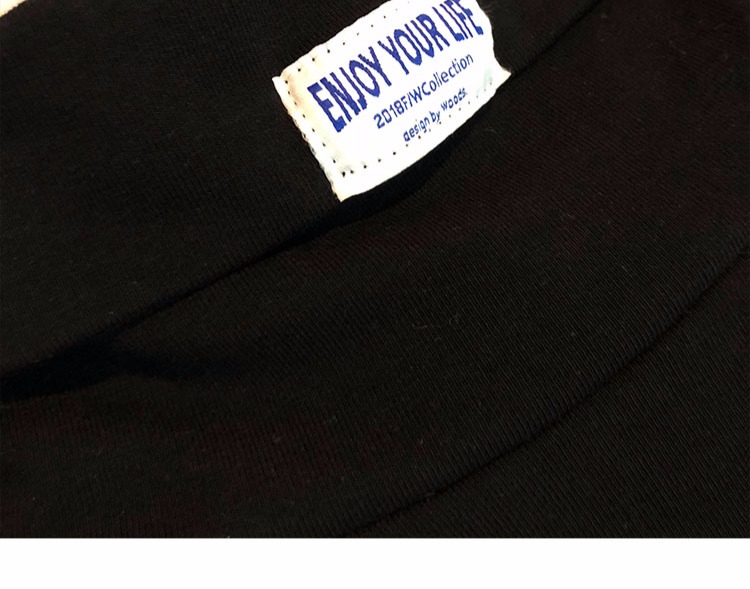 ENJOY YOUR LIFE
2018F/WCollection
design by woods.